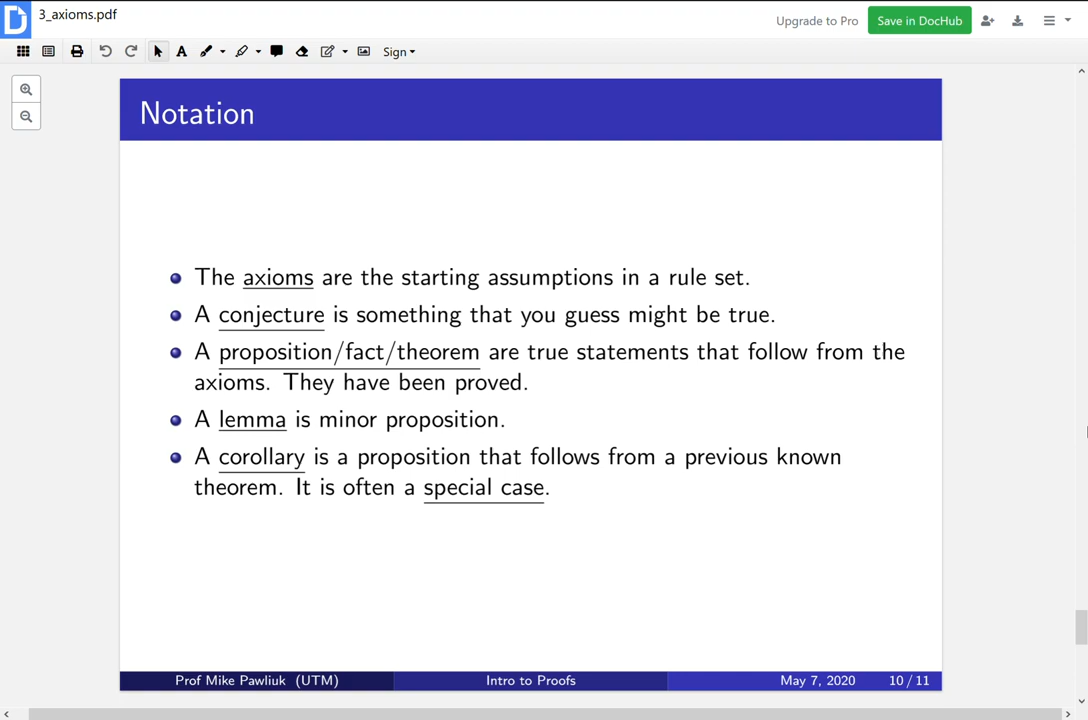 3_axioms.pdf
Upgrade to Pro
Save in DocHub
A
Sign
Notation
The axioms are the starting assumptions in a rule set.
A conjecture is something that you guess might be true.
A proposition/fact/theorem are true statements that follow from the
axioms. They have been proved.
A lemma is minor proposition.
A corollary is a proposition that follows from a previous known
theorem. It is often a special case.
Prof Mike Pawliuk (UTM)
Intro to Proofs
May 7, 2020
10 / 11